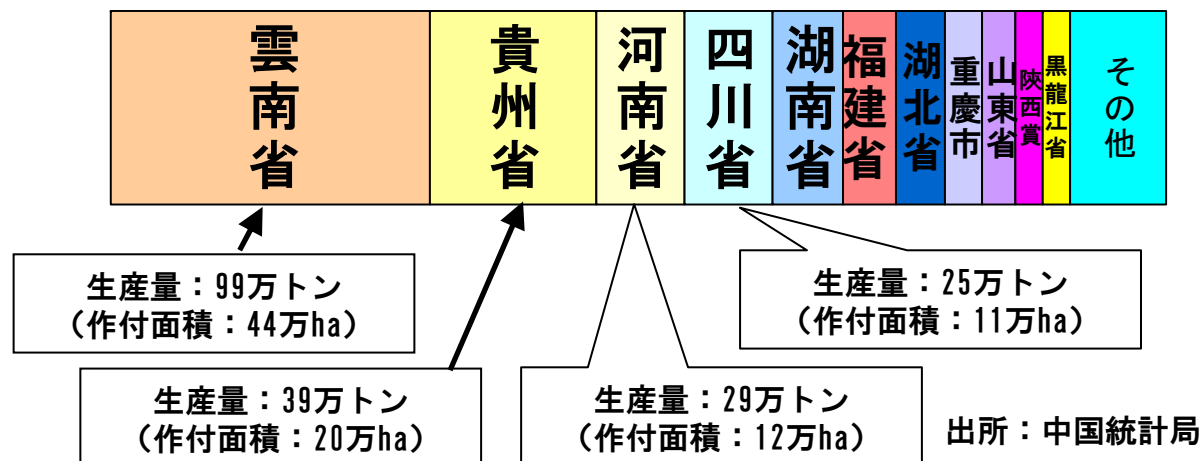 雲南省
貴州省
河南省
四川省
湖南省
福建省
湖北省
重慶市
山東省
陜西賞
黒龍江省
その他
生産量：99万トン
（作付面積：44万ha）
生産量：25万トン
（作付面積：11万ha）
生産量：39万トン
（作付面積：20万ha）
生産量：29万トン
（作付面積：12万ha）
出所：中国統計局